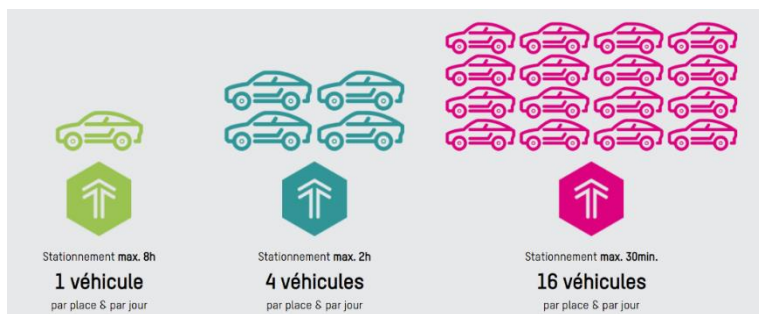 Stationnement max. 8h
1 véhicule
par place & par jour
Stationnement max. 2h
4 véhicules
par place & par jour
Stationnement max. 30min.
16 véhicules
par place & par jour